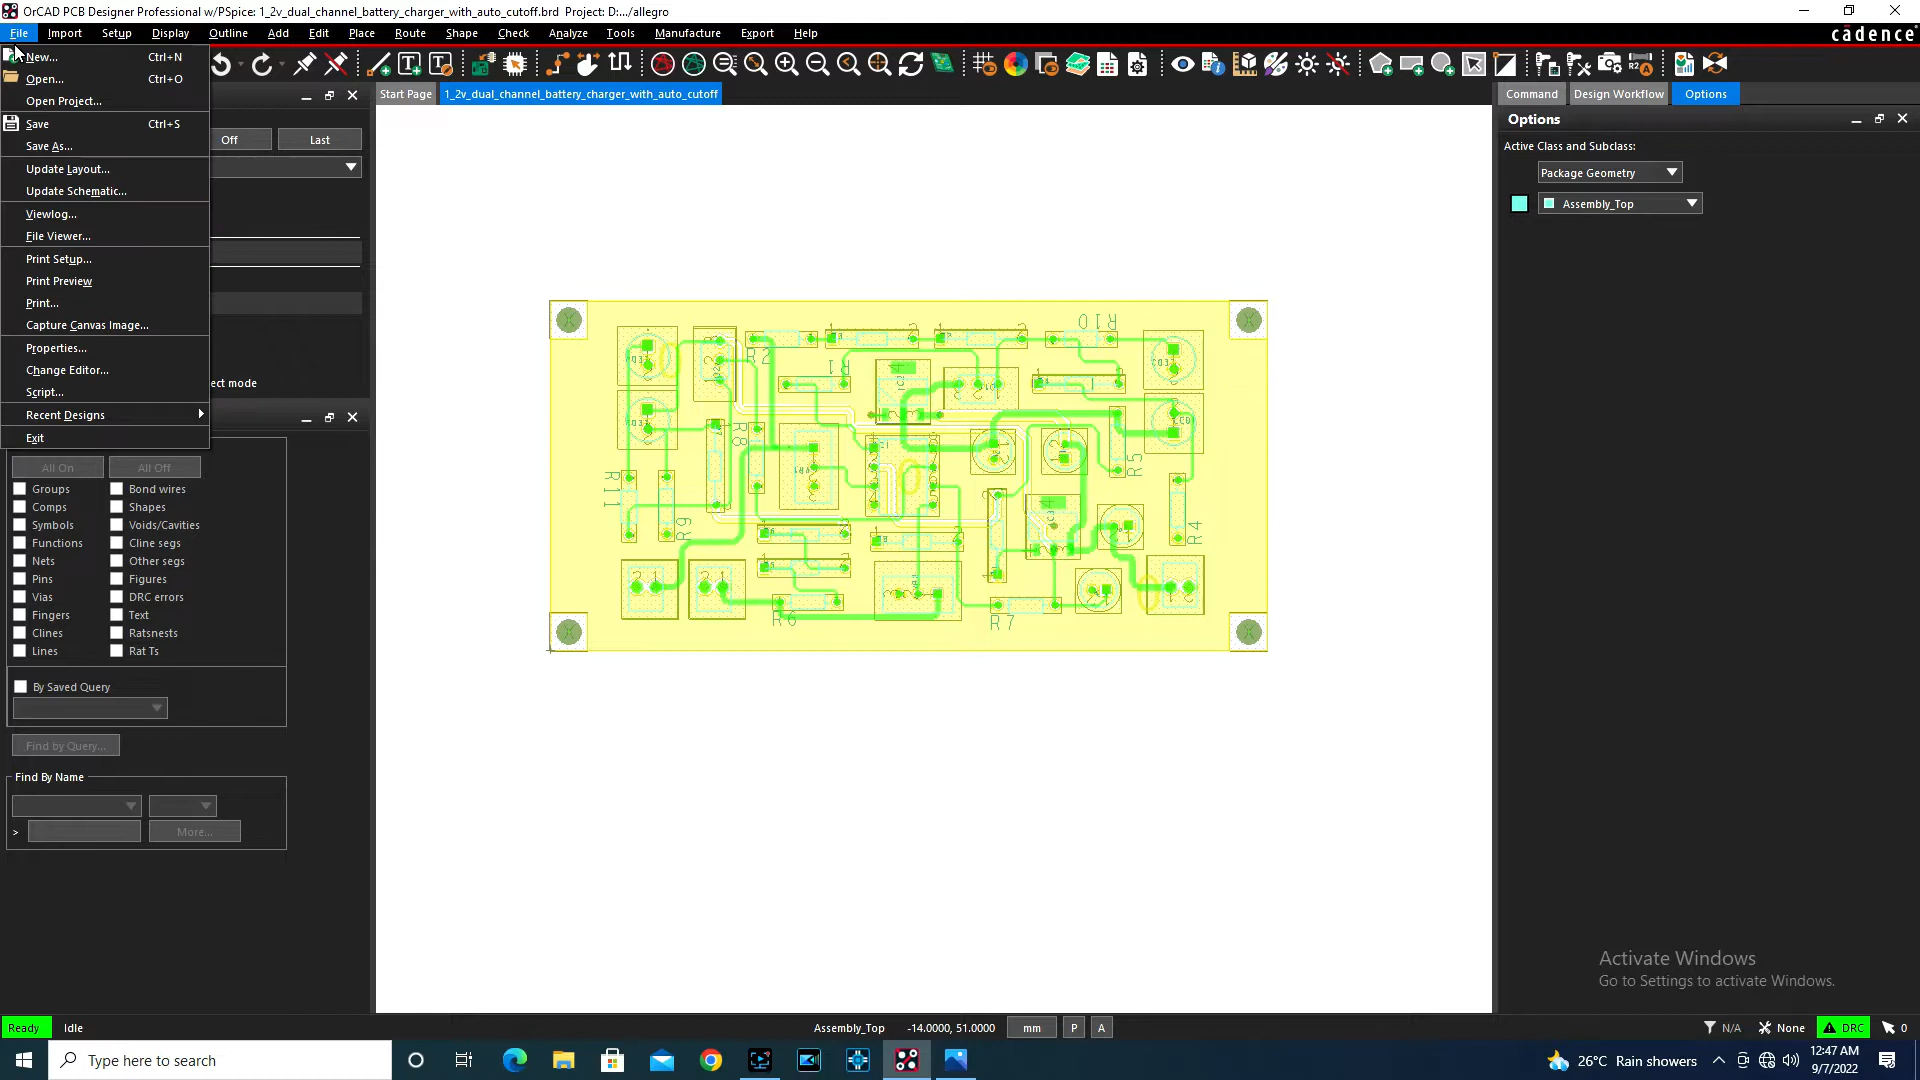 OrCAD PCB Designer Professional w/PSpice: 1_2v_dual_channel_battery_charger_with_auto_cutoff.brd Project: D:.../allegro
File Import Setup Display Outline Add Edit Place Route Shape Check Analyze Tools Manufacture Export Help
cādence
New... Ctrl+N
Open... Ctrl+O
Open Project...
Save Ctrl+S
Save As...
Update Layout...
Update Schematic...
Viewlog...
File Viewer...
Print Setup...
Print Preview
Print...
Capture Canvas Image...
Properties...
Change Editor...
Script...
Recent Designs
Exit
Off Last
ect mode
All On All Off
Groups Bond wires
Comps Shapes
Symbols Voids/Cavities
Functions Cline segs
Nets Other segs
Pins Figures
Vias DRC errors
Fingers Text
Clines Ratsnests
Lines Rat Ts
By Saved Query
Find by Query...
Find By Name
> More...
Start Page 1_2v_dual_channel_battery_charger_with_auto_cutoff
R10
R2
R1
R8
R5
R11
R9
R4
R6
R7
Command Design Workflow Options
Options
Active Class and Subclass:
Package Geometry
Assembly_Top
Activate Windows
Go to Settings to activate Windows.
Ready Idle Assembly_Top -14.0000, 51.0000 mm P A N/A None DRC 0
Type here to search
26°C Rain showers
12:47 AM
9/7/2022